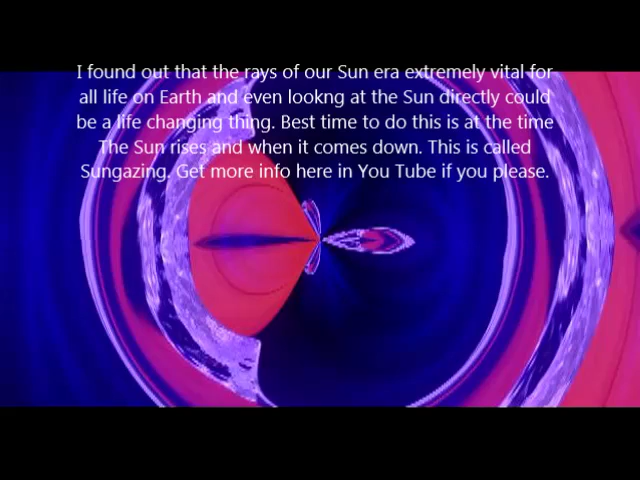 I found out that the rays of our Sun era extremely vital for
all life on Earth and even lookng at the Sun directly could
be a life changing thing. Best time to do this is at the time
The Sun rises and when it comes down. This is called
Sungazing. Get more info here in You Tube if you please.